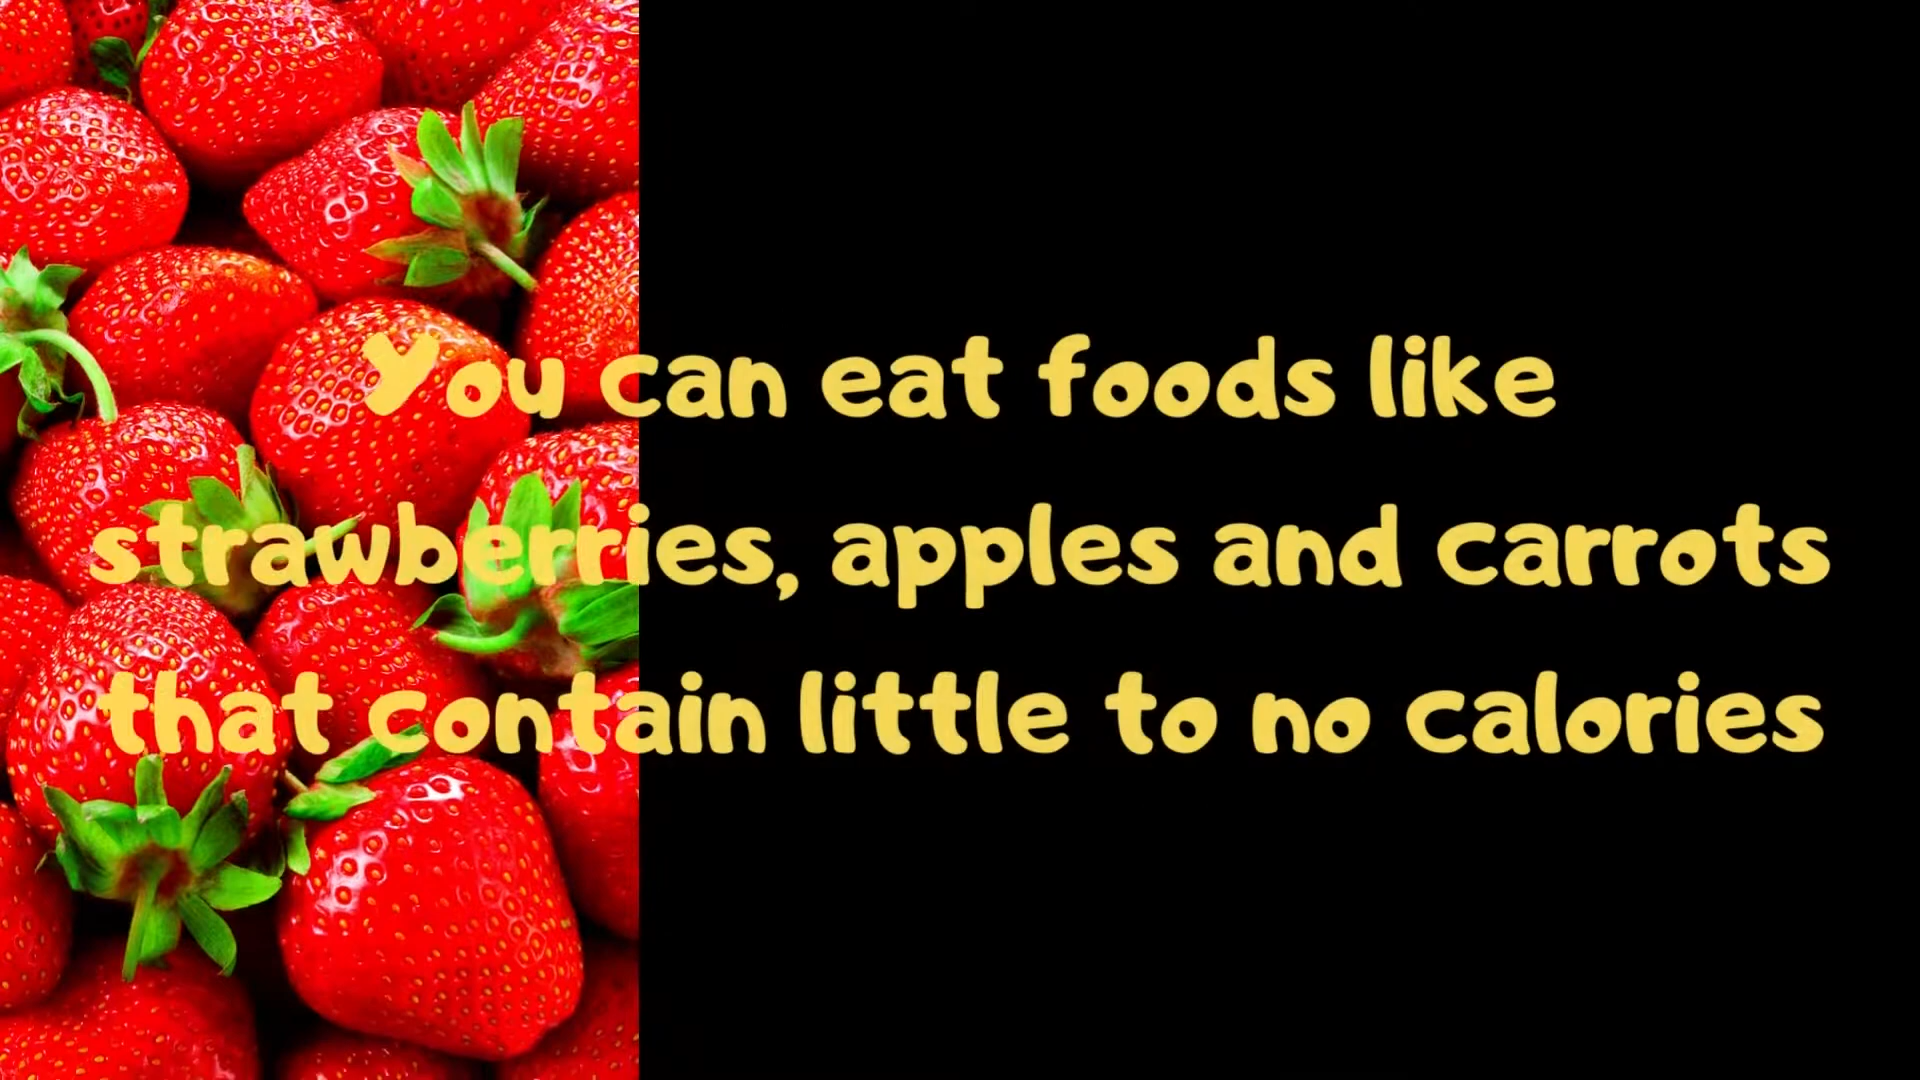 You can eat foods like
strawberries, apples and carrots
that contain little to no calories